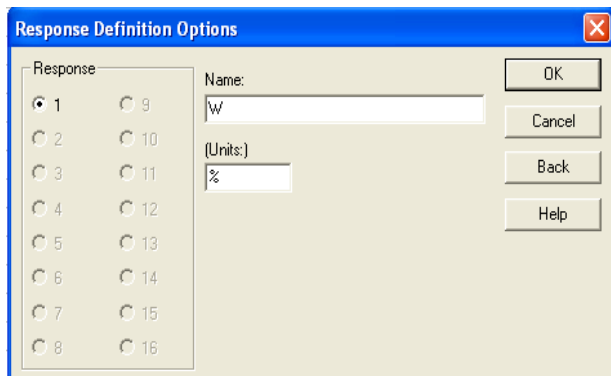 Response Definition Options
Response
1
9
2
10
3
11
4
12
5
13
6
14
7
15
8
16
Name:
W
(Units:)
%
OK
Cancel
Back
Help